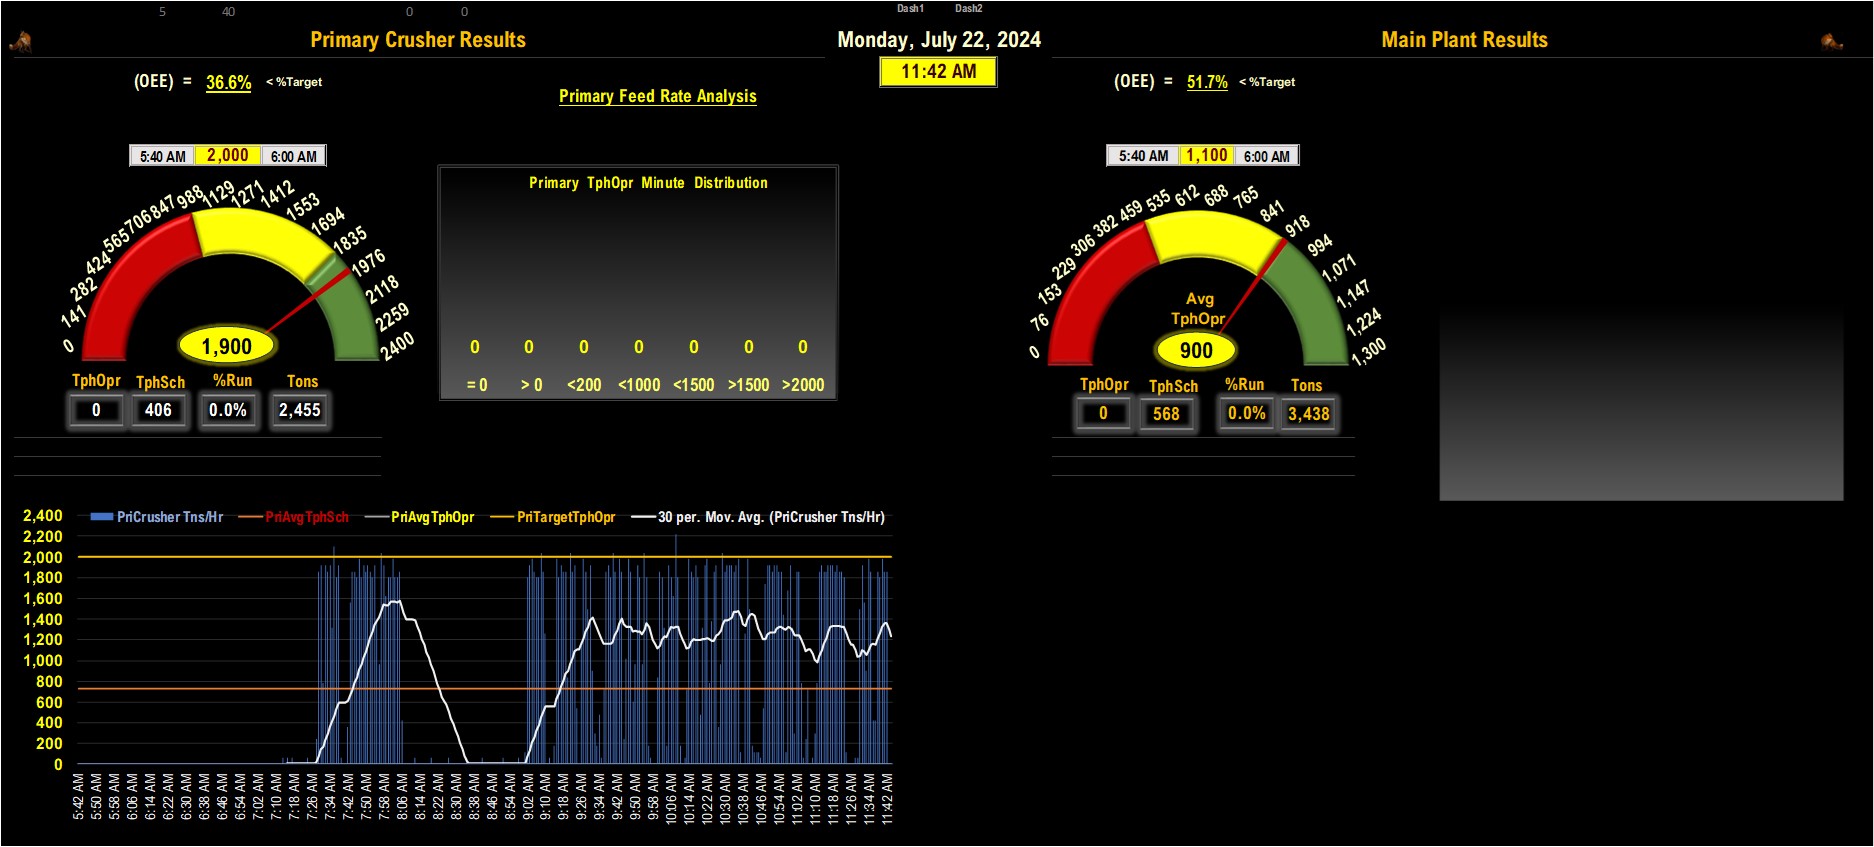 5 40 0 0 Dash1 Dash2
Primary Crusher Results
Monday, July 22, 2024
Main Plant Results
11:42 AM
(OEE) = 36.6% < %Target
Primary Feed Rate Analysis
(OEE) = 51.7% < %Target
5:40 AM 2,000 6:00 AM
0 141 282 424 565 706 847 988 1129 1271 1412 1553 1694 1835 1976 2118 2259 2400
1,900
TphOpr TphSch %Run Tons
0 406 0.0% 2,455
Primary TphOpr Minute Distribution
0 0 0 0 0 0 0
= 0 > 0 <200 <1000 <1500 >1500 >2000
5:40 AM 1,100 6:00 AM
0 76 153 229 306 382 459 535 612 688 765 841 918 994 1,071 1,147 1,224 1,300
Avg
TphOpr
900
TphOpr TphSch %Run Tons
0 568 0.0% 3,438
PriCrusher Tns/Hr PriAvgTphSch PriAvgTphOpr PriTargetTphOpr 30 per. Mov. Avg. (PriCrusher Tns/Hr)
2,400
2,200
2,000
1,800
1,600
1,400
1,200
1,000
800
600
400
200
0
5:42 AM 5:50 AM 5:58 AM 6:06 AM 6:14 AM 6:22 AM 6:30 AM 6:38 AM 6:46 AM 6:54 AM 7:02 AM 7:10 AM 7:18 AM 7:26 AM 7:34 AM 7:42 AM 7:50 AM 7:58 AM 8:06 AM 8:14 AM 8:22 AM 8:30 AM 8:38 AM 8:46 AM 8:54 AM 9:02 AM 9:10 AM 9:18 AM 9:26 AM 9:34 AM 9:42 AM 9:50 AM 9:58 AM 10:06 AM 10:14 AM 10:22 AM 10:30 AM 10:38 AM 10:46 AM 10:54 AM 11:02 AM 11:10 AM 11:18 AM 11:26 AM 11:34 AM 11:42 AM